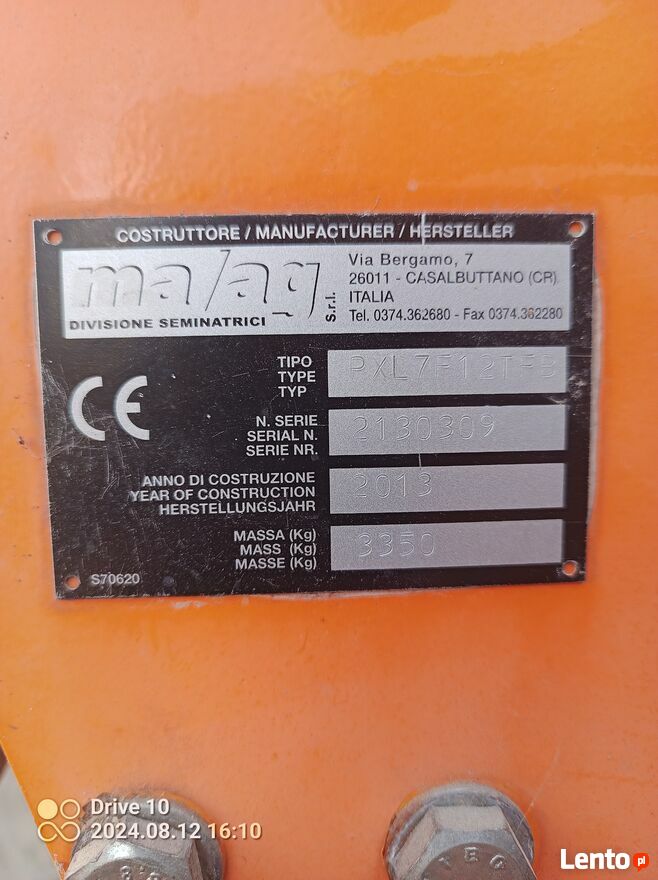 COSTRUTTORE / MANUFACTURER / HERSTELLER
ma/ag S.r.l.
DIVISIONE SEMINATRICI
Via Bergamo, 7
26011 - CASALBUTTANO (CR)
ITALIA
Tel. 0374.362680 - Fax 0374.362280
CE
TIPO
TYPE
TYP
PXL7F12TFB
N. SERIE
SERIAL N.
SERIE NR.
2130309
ANNO DI COSTRUZIONE
YEAR OF CONSTRUCTION
HERSTELLUNGSJAHR
2013
MASSA (Kg)
MASS (Kg)
MASSE (Kg)
3350
S70620
Drive 10
2024.08.12 16:10
Lento.pl